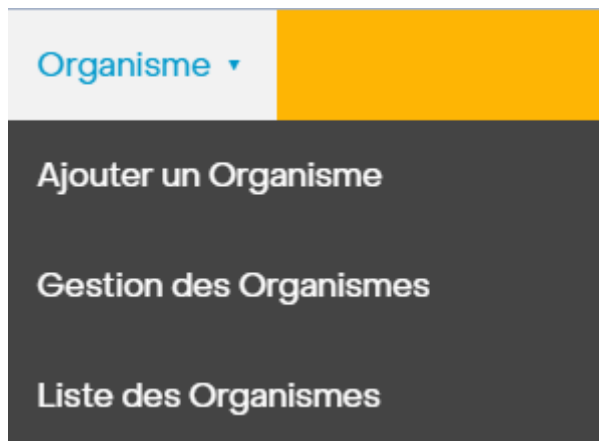 Organisme ▾
Ajouter un Organisme
Gestion des Organismes
Liste des Organismes